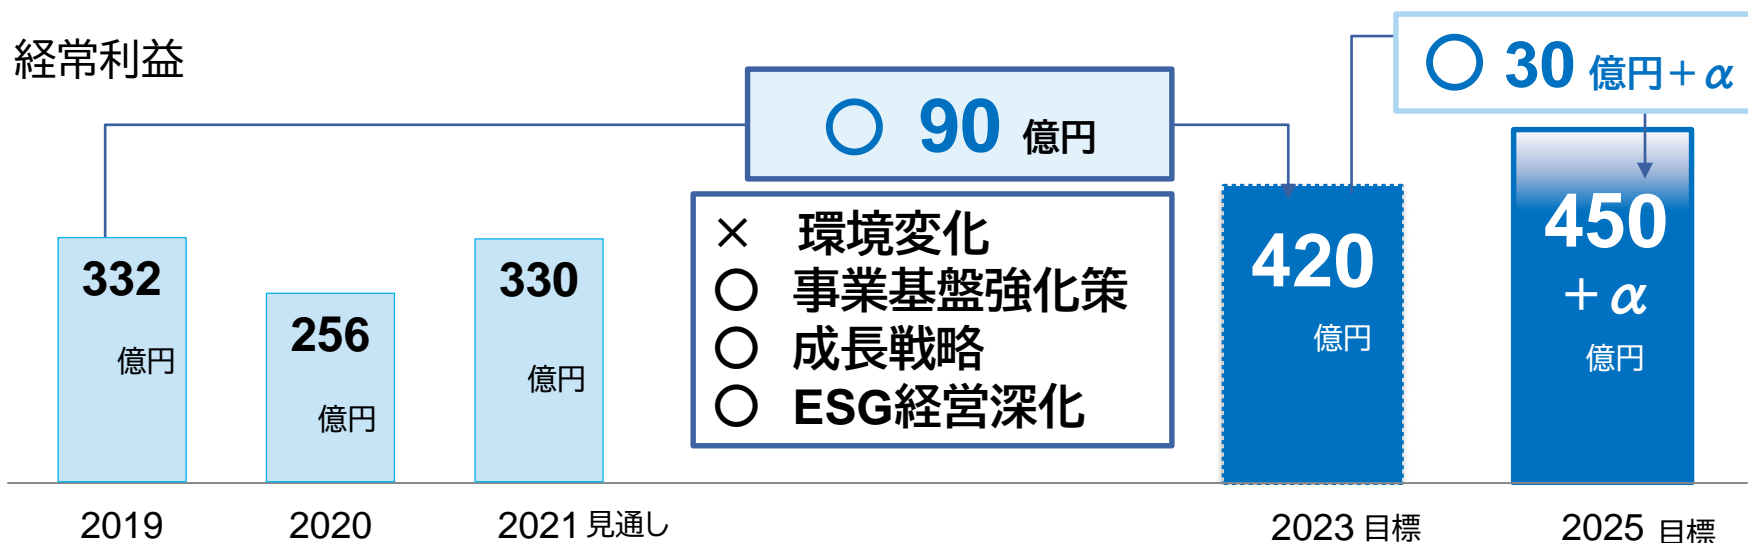 経常利益
○ 30 億円+α
○ 90 億円
× 環境変化
○ 事業基盤強化策
○ 成長戦略
○ ESG経営深化
332
億円
256
億円
330
億円
420
億円
450
+α
億円
2019
2020
2021 見通し
2023 目標
2025 目標